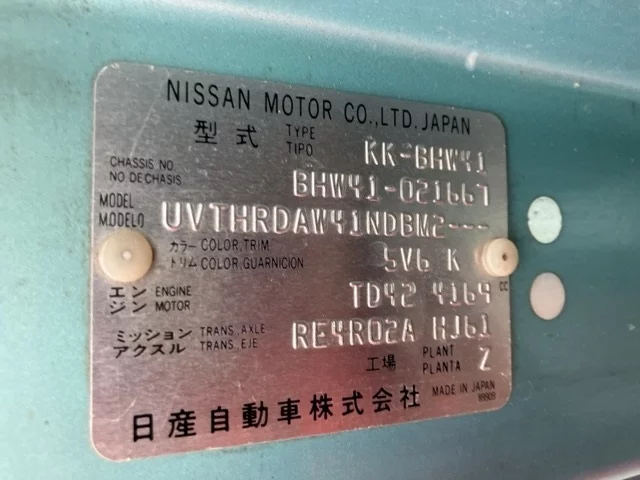 NISSAN MOTOR CO.,LTD. JAPAN
型式 TYPE TIPO KK-BHW41
CHASSIS NO NO DE CHASIS BHW41-021667
MODEL MODELO UVTHRDAW41NDBM2---
カラー COLOR, TRIM
トリム COLOR, GUARNICION 5V6 K
エンジン ENGINE MOTOR TD42 4164 CC
ミッション TRANS, AXLE
アクスル TRANS, EJE RE4R02A HJ61
工場 PLANT PLANTA Z
日産自動車株式会社 MADE IN JAPAN